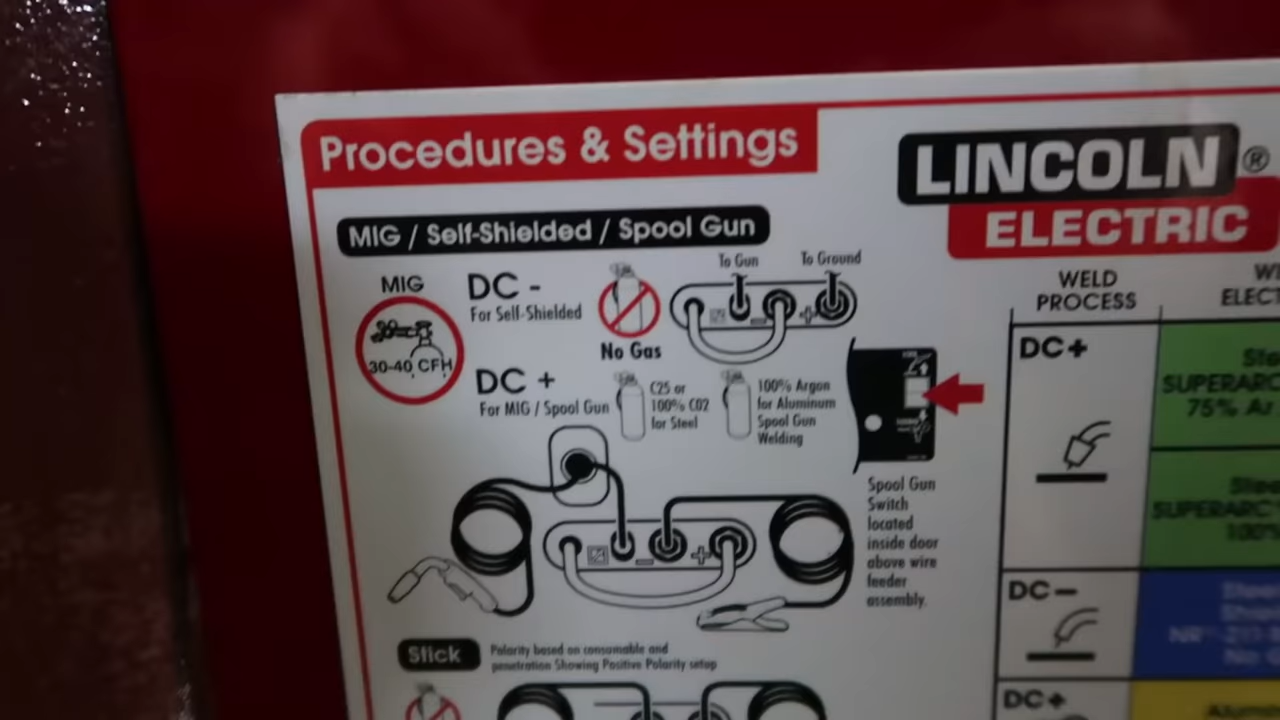 Procedures & Settings
LINCOLN ®
ELECTRIC
MIG / Self-Shielded / Spool Gun
MIG
30-40 CFH
DC -
For Self-Shielded
No Gas
To Gun
To Ground
DC +
For MIG / Spool Gun
C25 or
100% CO2
for Steel
100% Argon
for Aluminum
Spool Gun
Welding
Spool Gun
Switch
located
inside door
above wire
feeder
assembly.
Stick
Polarity based on consumable and
penetration Showing Positive Polarity setup
WELD
PROCESS
DC+
SUPERARC
75% Ar
SUPERARC
100%
DC-
DC+